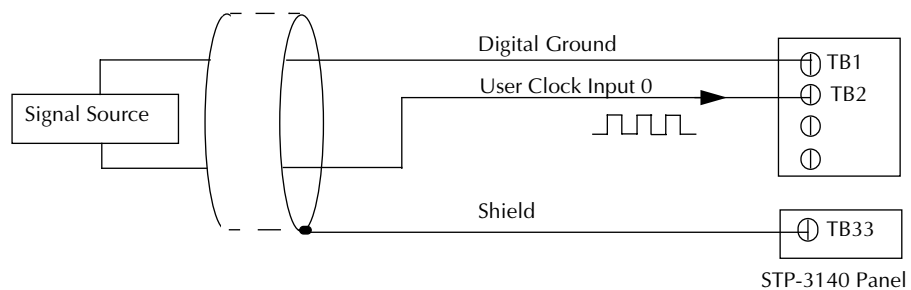 Digital Ground
TB1
User Clock Input 0
TB2
Signal Source
Shield
TB33
STP-3140 Panel